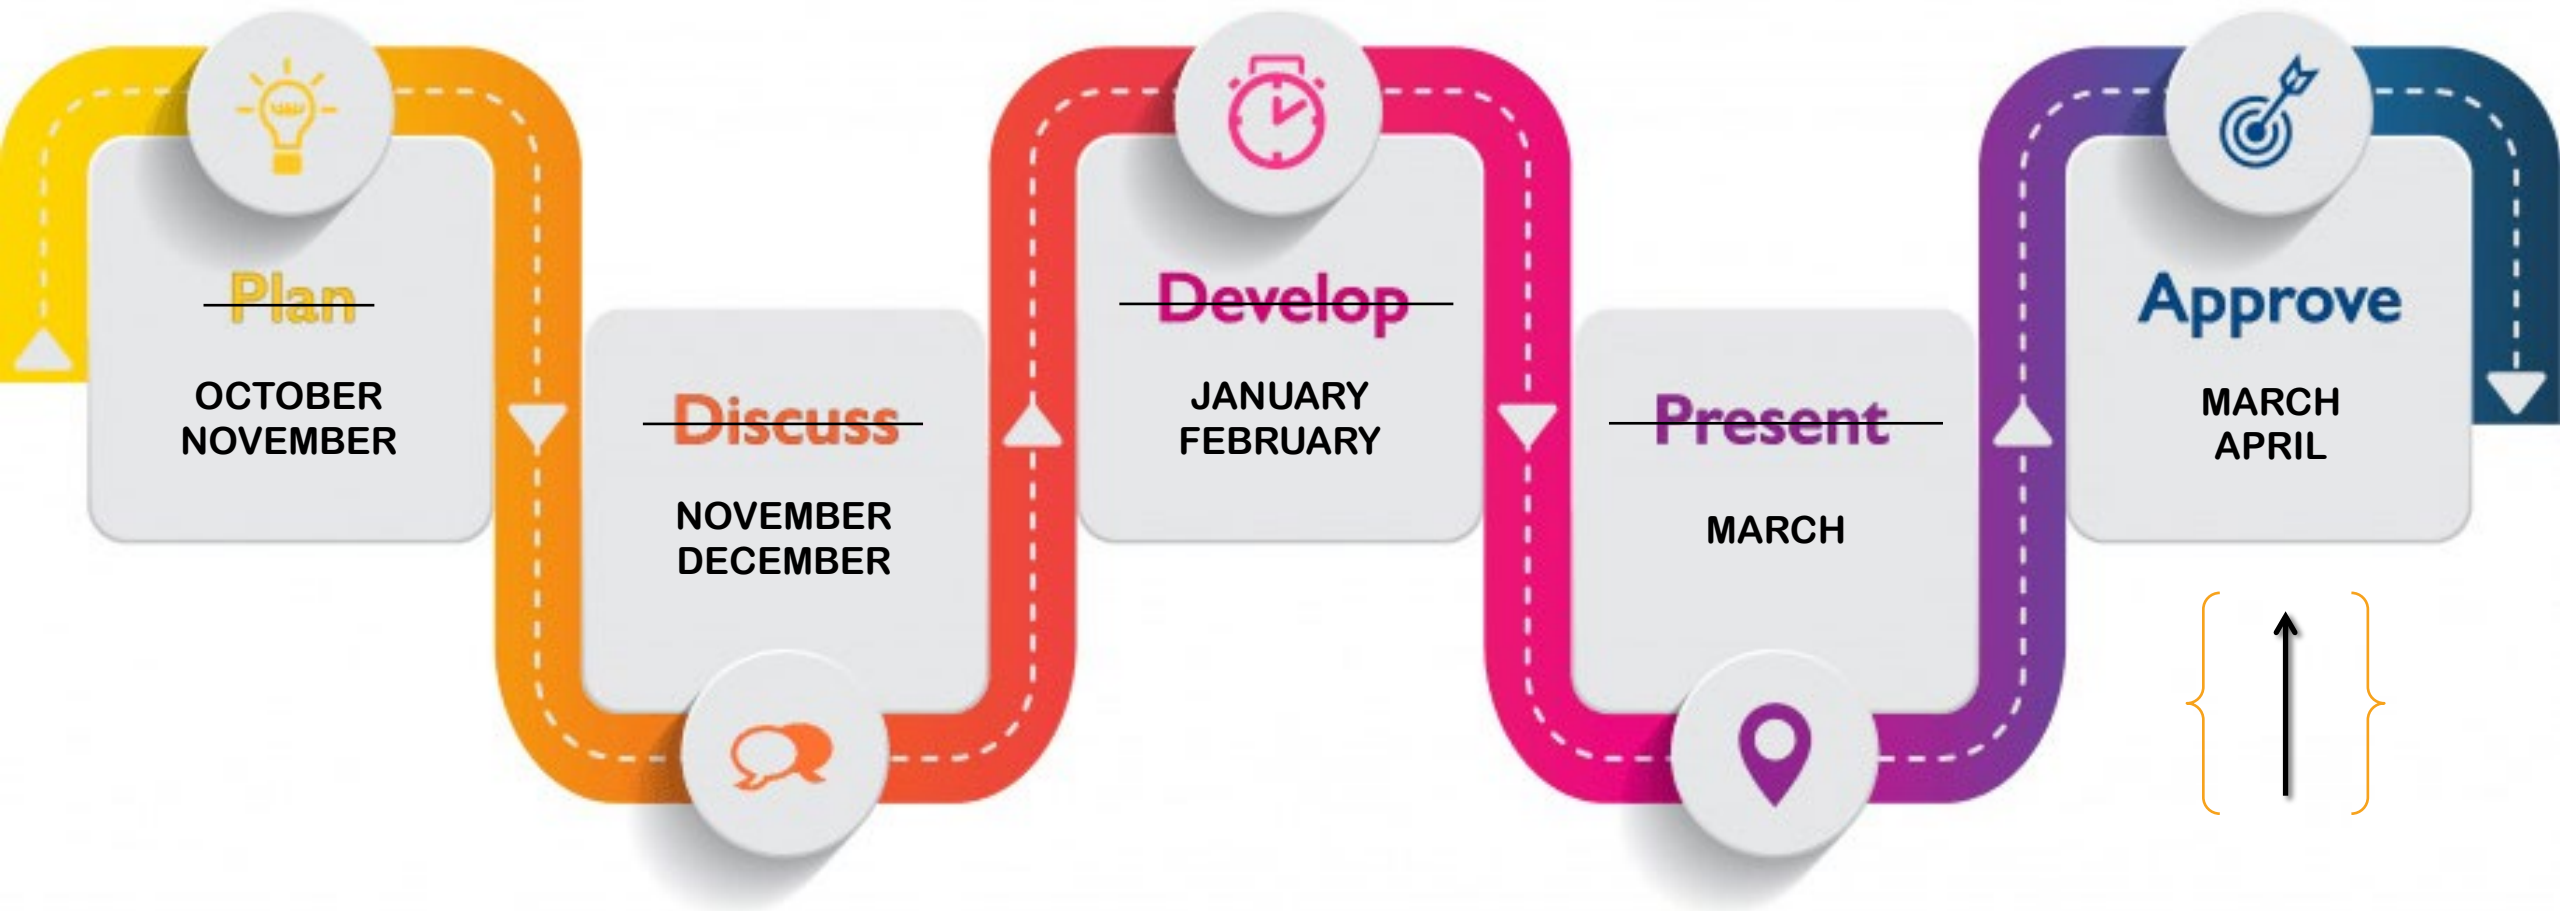 Plan
OCTOBER
NOVEMBER
Discuss
NOVEMBER
DECEMBER
Develop
JANUARY
FEBRUARY
Present
MARCH
Approve
MARCH
APRIL